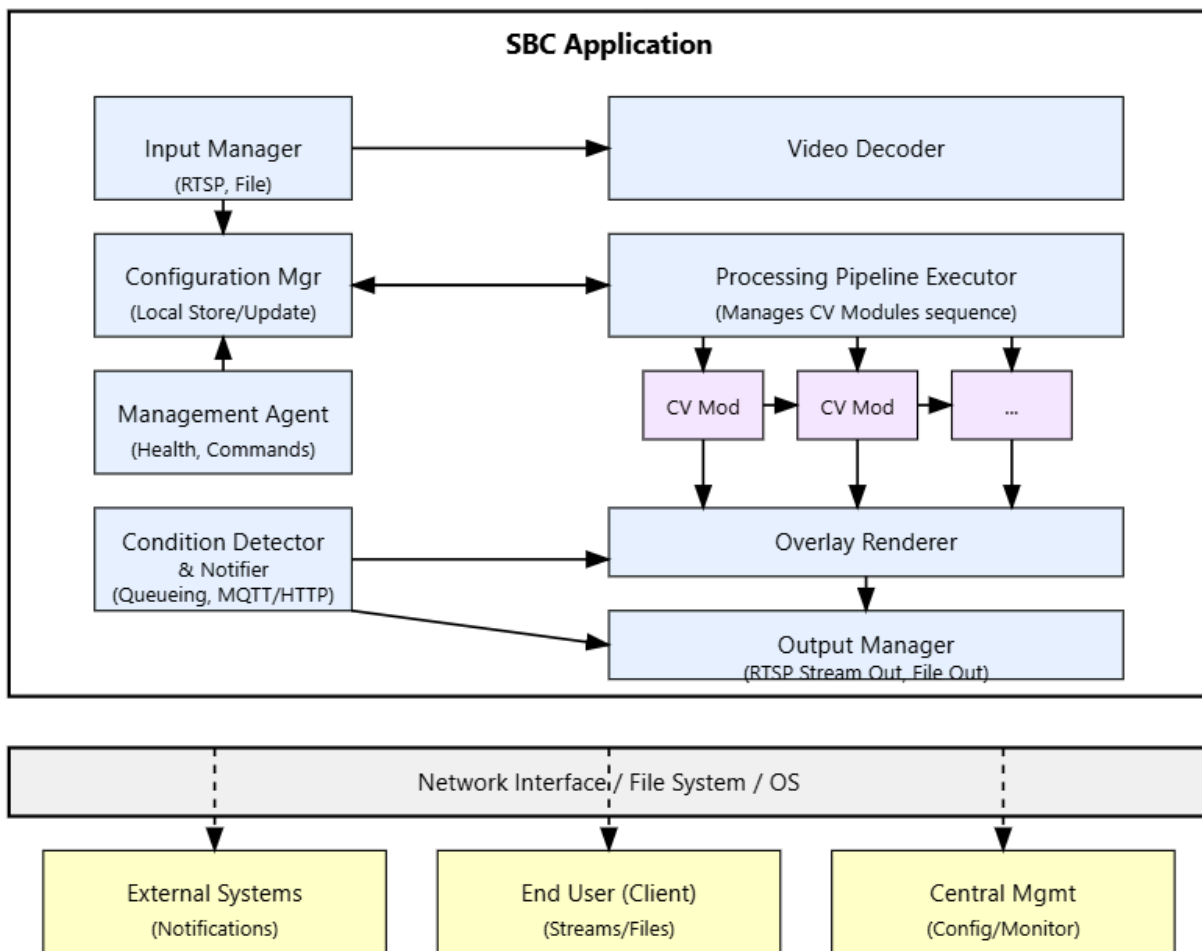 SBC Application
Input Manager
(RTSP, File)
Video Decoder
Configuration Mgr
(Local Store/Update)
Processing Pipeline Executor
(Manages CV Modules sequence)
Management Agent
(Health, Commands)
CV Mod
CV Mod
...
Condition Detector
& Notifier
(Queueing, MQTT/HTTP)
Overlay Renderer
Output Manager
(RTSP Stream Out, File Out)
Network Interface / File System / OS
External Systems
(Notifications)
End User (Client)
(Streams/Files)
Central Mgmt
(Config/Monitor)